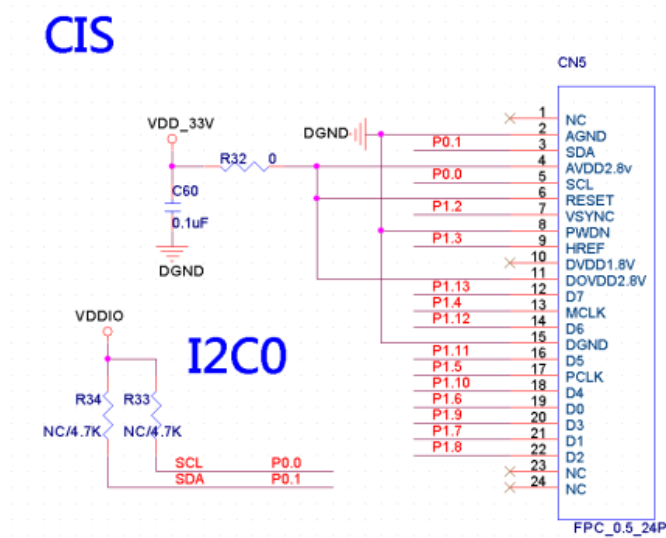 CIS
CN5
VDD_33V
DGND
R32 0
C60
0.1uF
DGND
1 NC
2 AGND
P0.1 3 SDA
4 AVDD2.8v
P0.0 5 SCL
6 RESET
P1.2 7 VSYNC
8 PWDN
P1.3 9 HREF
10 DVDD1.8V
11 DOVDD2.8V
P1.13 12 D7
P1.4 13 MCLK
P1.12 14 D6
15 DGND
P1.11 16 D5
P1.5 17 PCLK
P1.10 18 D4
P1.6 19 D0
P1.9 20 D3
P1.7 21 D1
P1.8 22 D2
23 NC
24 NC
FPC_0.5_24P
VDDIO
I2C0
R34 R33
NC/4.7K NC/4.7K
SCL P0.0
SDA P0.1